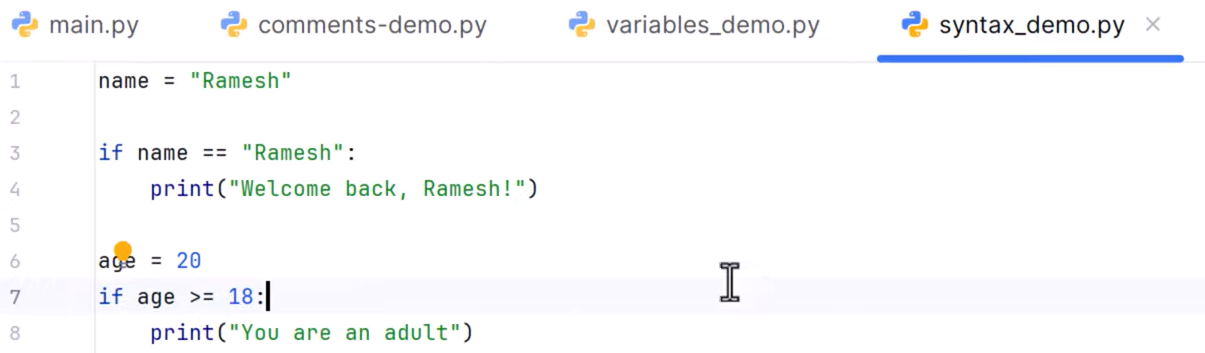 main.py comments-demo.py variables_demo.py syntax_demo.py
1 name = "Ramesh"
2
3 if name == "Ramesh":
4     print("Welcome back, Ramesh!")
5
6 age = 20
7 if age >= 18:
8     print("You are an adult")